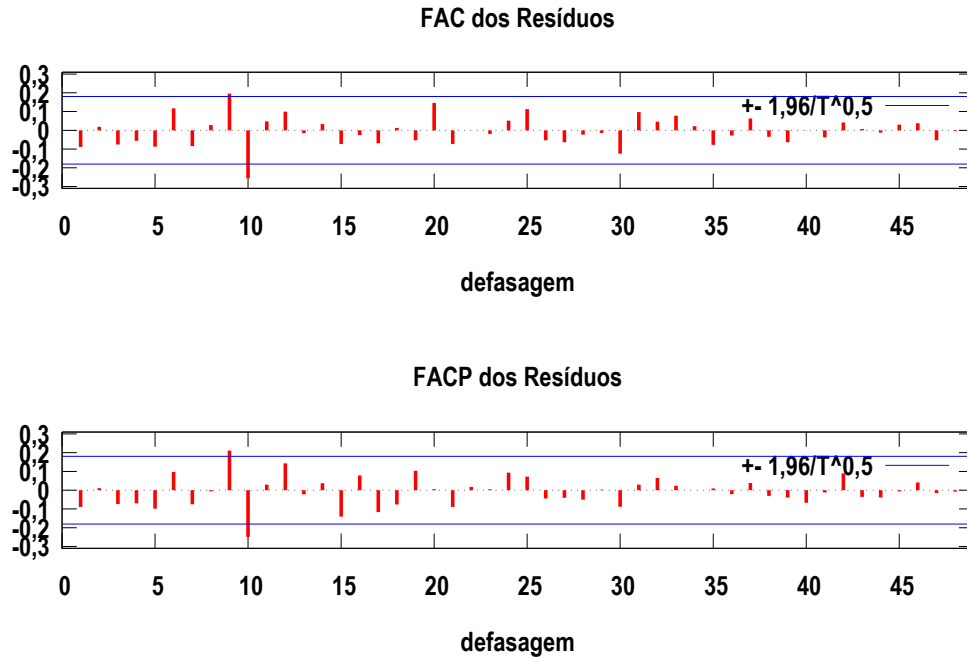 FAC dos Resíduos
0,3
0,2
0,1
0
-0,1
-0,2
-0,3
+- 1,96/T^0,5
0 5 10 15 20 25 30 35 40 45
defasagem
FACP dos Resíduos
0,3
0,2
0,1
0
-0,1
-0,2
-0,3
+- 1,96/T^0,5
0 5 10 15 20 25 30 35 40 45
defasagem